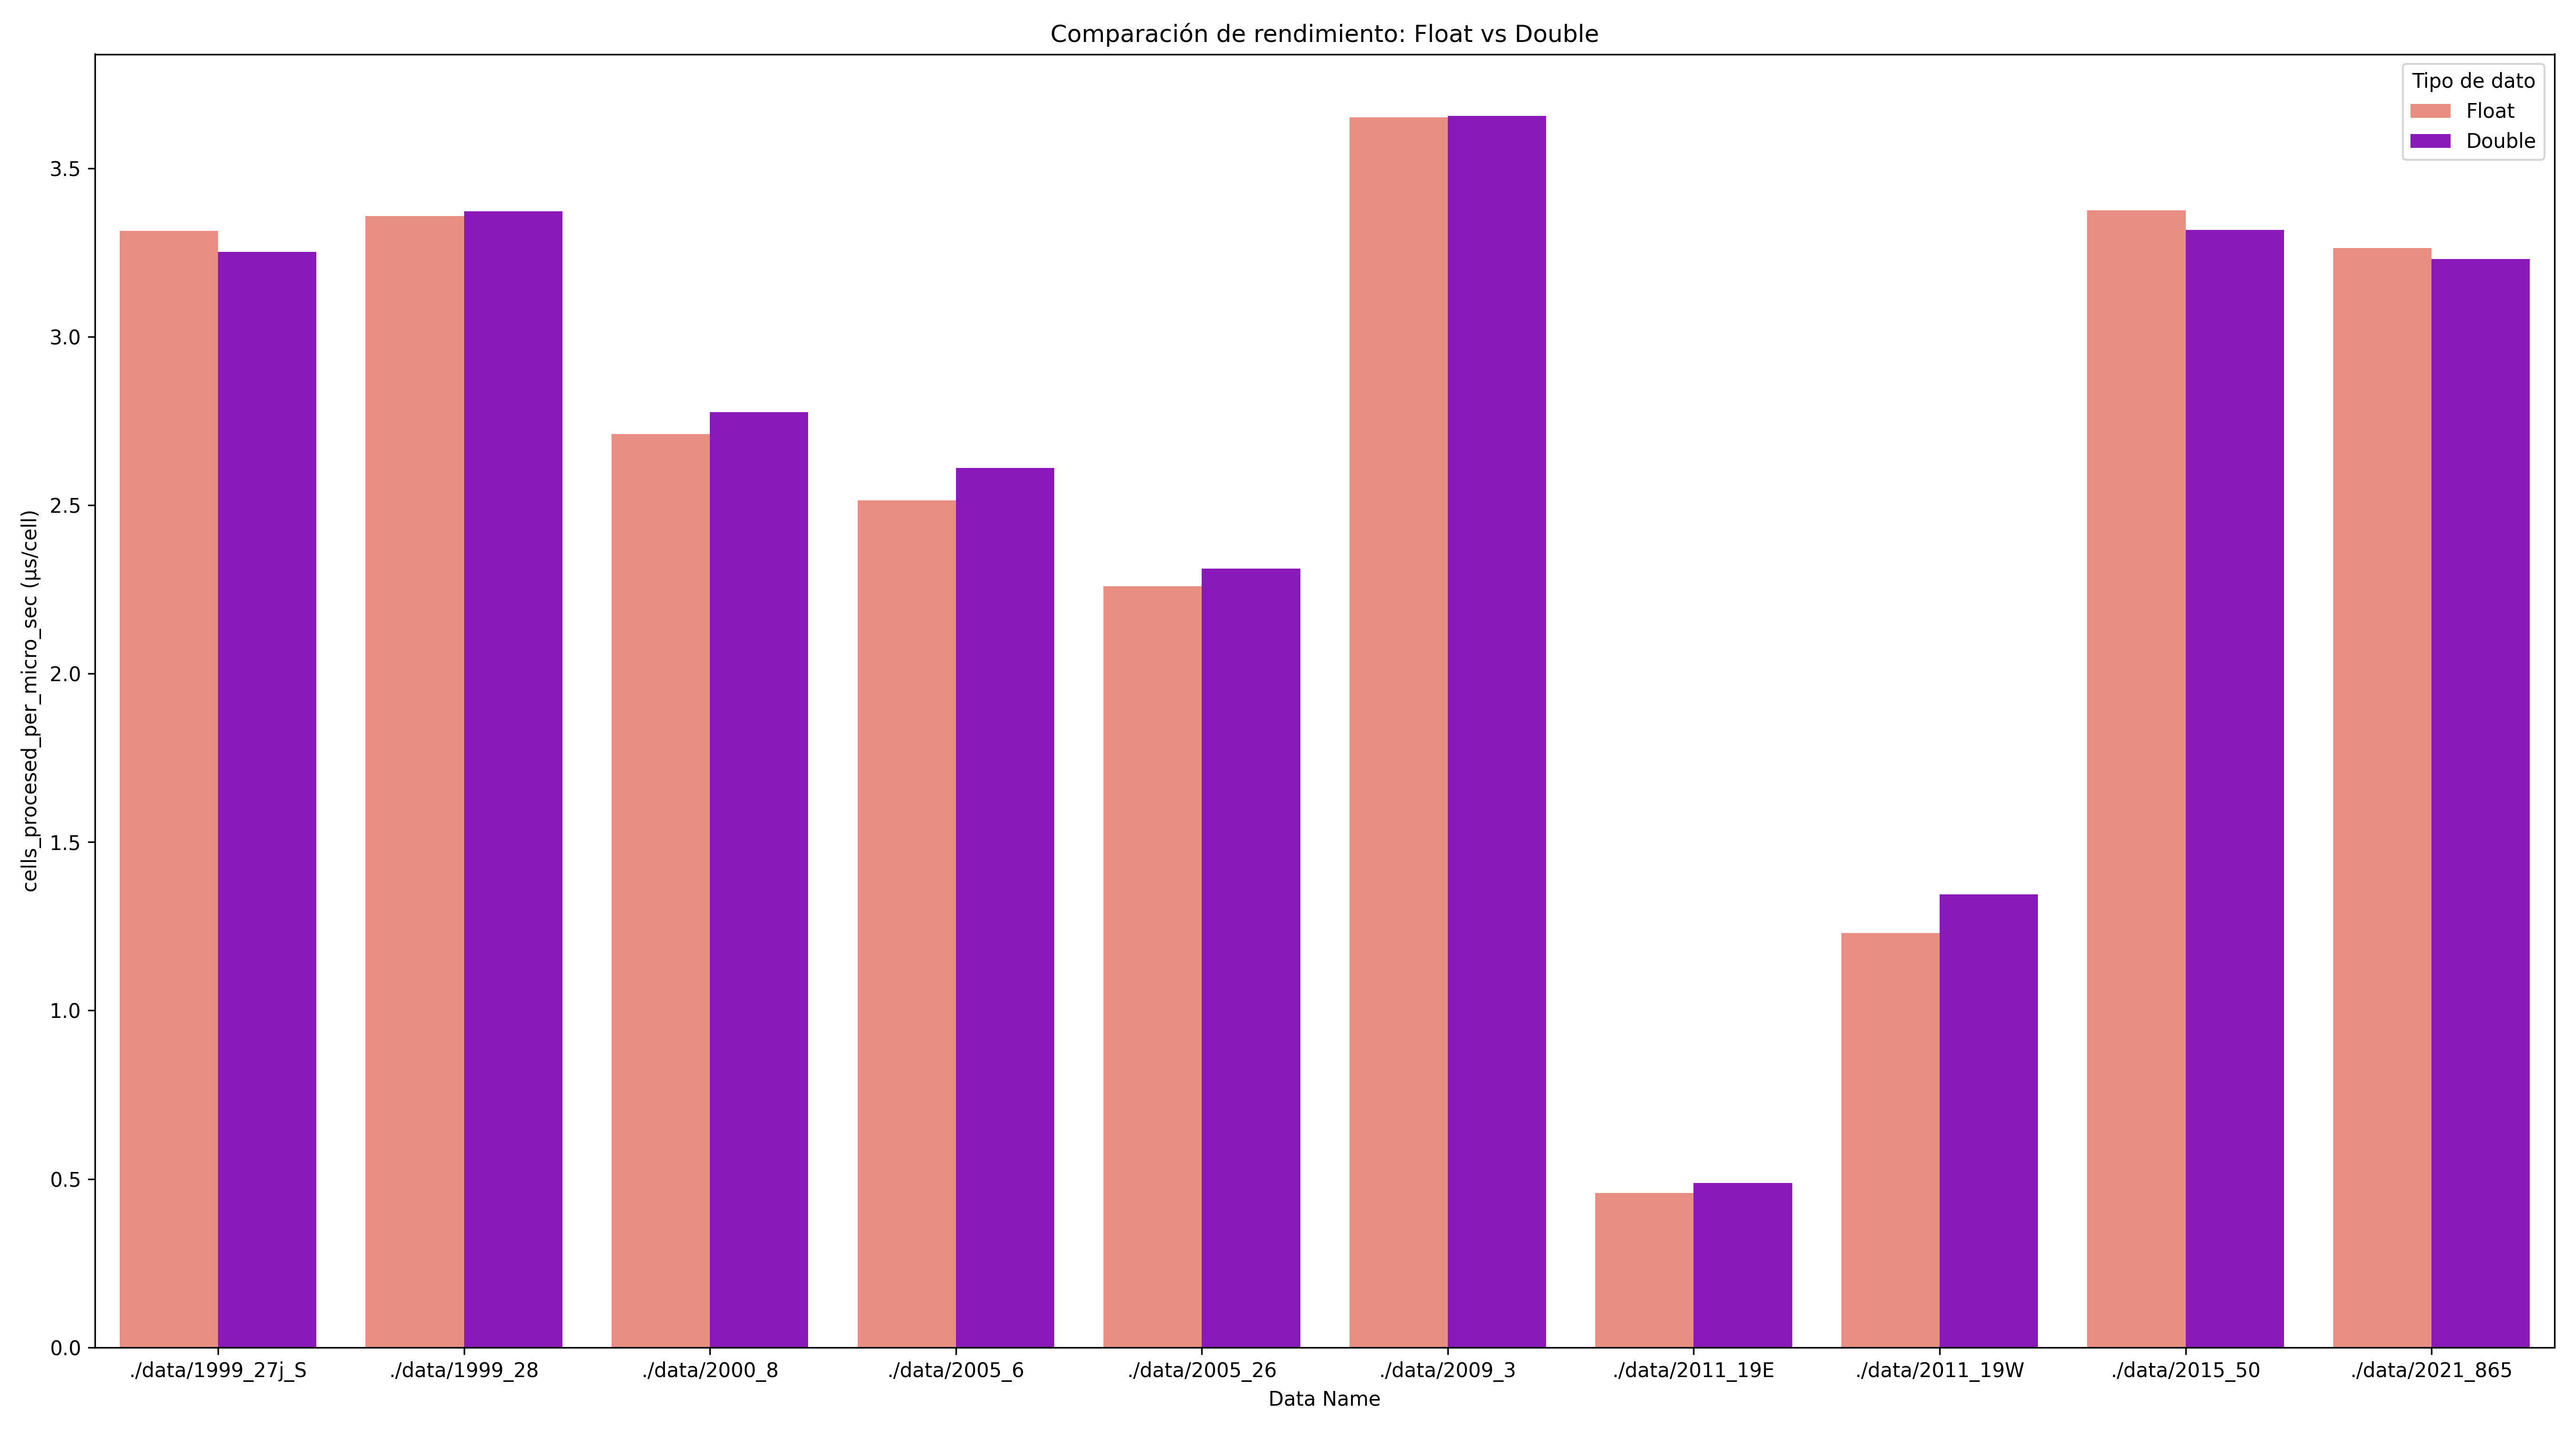 Comparación de rendimiento: Float vs Double
Tipo de dato
Float
Double
cells_procesed_per_micro_sec (µs/cell)
3.5
3.0
2.5
2.0
1.5
1.0
0.5
0.0
./data/1999_27j_S ./data/1999_28 ./data/2000_8 ./data/2005_6 ./data/2005_26 ./data/2009_3 ./data/2011_19E ./data/2011_19W ./data/2015_50 ./data/2021_865
Data Name